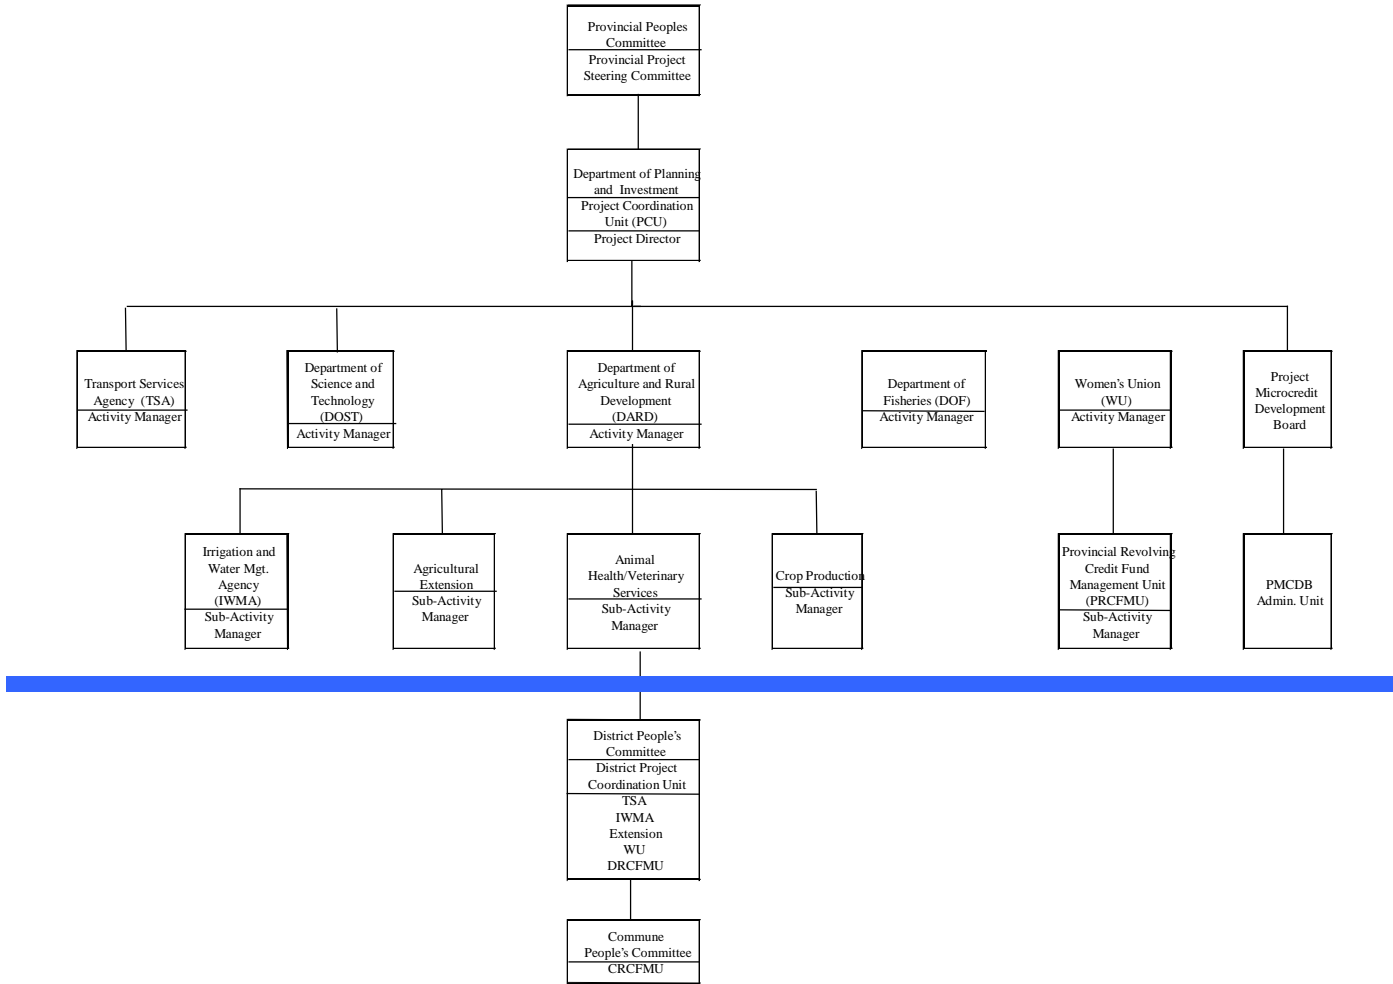 Provincial Peoples
Committee
Provincial Project
Steering Committee
Department of Planning
and Investment
Project Coordination
Unit (PCU)
Project Director
Transport Services
Agency (TSA)
Activity Manager
Department of
Science and
Technology
(DOST)
Activity Manager
Department of
Agriculture and Rural
Development
(DARD)
Activity Manager
Department of
Fisheries (DOF)
Activity Manager
Women’s Union
(WU)
Activity Manager
Project
Microcredit
Development
Board
Irrigation and
Water Mgt.
Agency
(IWMA)
Sub-Activity
Manager
Agricultural
Extension
Sub-Activity
Manager
Animal
Health/Veterinary
Services
Sub-Activity
Manager
Crop Production
Sub-Activity
Manager
Provincial Revolving
Credit Fund
Management Unit
(PRCFMU)
Sub-Activity
Manager
PMCDB
Admin. Unit
District People’s
Committee
District Project
Coordination Unit
TSA
IWMA
Extension
WU
DRCFMU
Commune
People’s Committee
CRCFMU